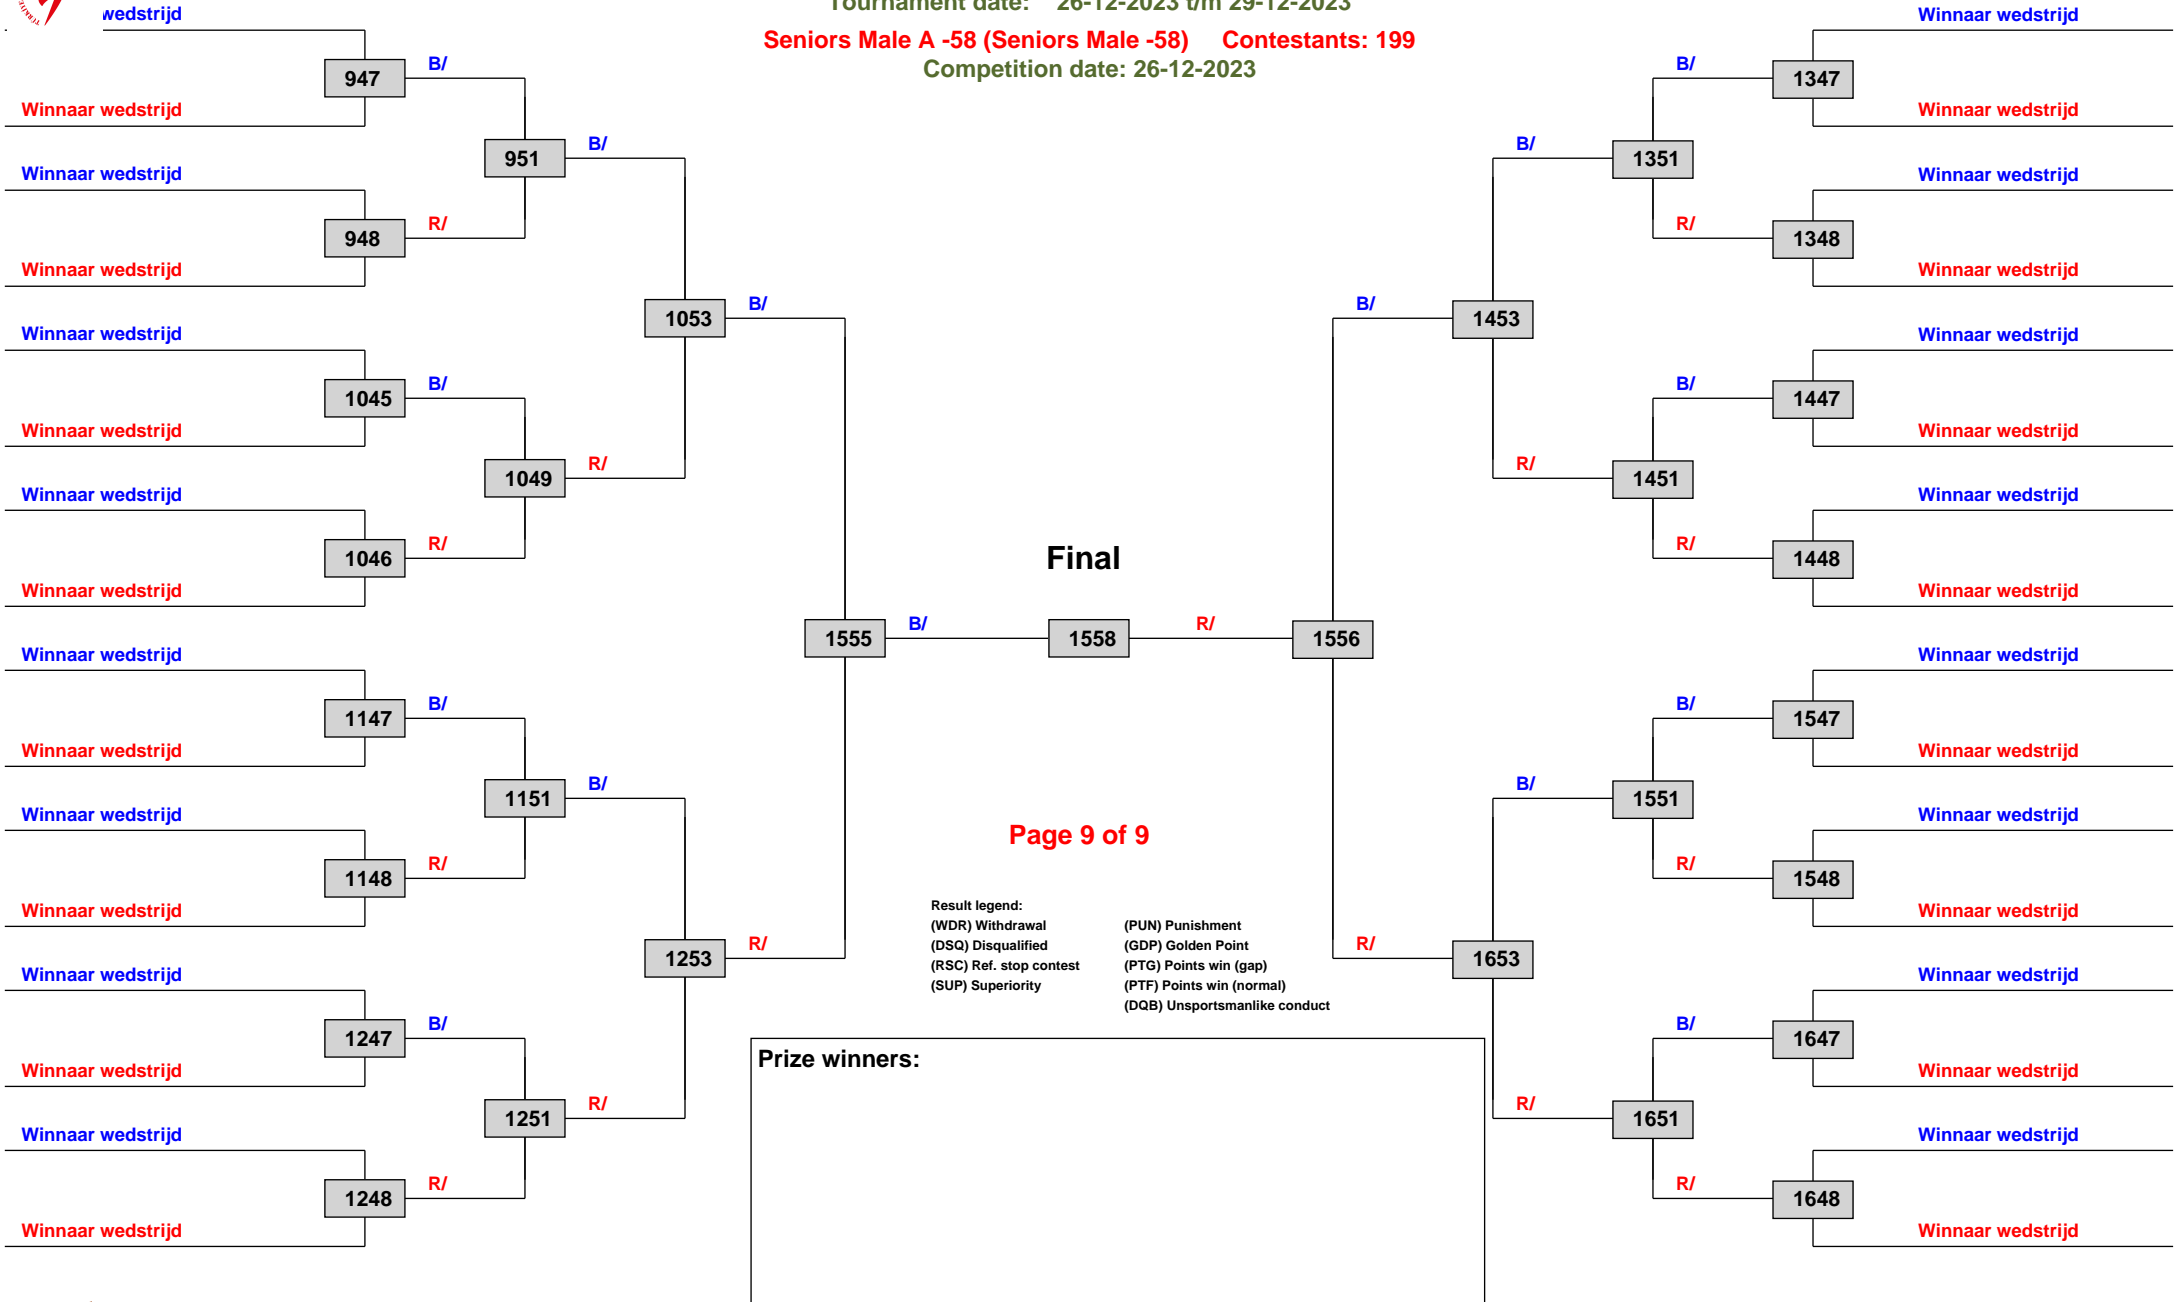 Tournament date: 26-12-2023 t/m 29-12-2023
Seniors Male A -58 (Seniors Male -58) Contestants: 199
Competition date: 26-12-2023
wedstrijd
947
B/
Winnaar wedstrijd
951
B/
Winnaar wedstrijd
948
R/
Winnaar wedstrijd
1053
B/
Winnaar wedstrijd
1045
B/
Winnaar wedstrijd
1049
R/
Winnaar wedstrijd
1046
R/
Winnaar wedstrijd
1555
B/
Winnaar wedstrijd
1147
B/
Winnaar wedstrijd
1151
B/
Winnaar wedstrijd
1148
R/
Winnaar wedstrijd
1253
R/
Winnaar wedstrijd
1247
B/
Winnaar wedstrijd
1251
R/
Winnaar wedstrijd
1248
R/
Winnaar wedstrijd
Final
1558
R/
1556
Winnaar wedstrijd
B/
1347
Winnaar wedstrijd
B/
1351
Winnaar wedstrijd
R/
1348
Winnaar wedstrijd
B/
1453
Winnaar wedstrijd
B/
1447
Winnaar wedstrijd
R/
1451
Winnaar wedstrijd
R/
1448
Winnaar wedstrijd
Winnaar wedstrijd
B/
1547
Winnaar wedstrijd
B/
1551
Winnaar wedstrijd
R/
1548
Winnaar wedstrijd
R/
1653
Winnaar wedstrijd
B/
1647
Winnaar wedstrijd
R/
1651
Winnaar wedstrijd
R/
1648
Winnaar wedstrijd
Page 9 of 9
Result legend:
(WDR) Withdrawal (PUN) Punishment
(DSQ) Disqualified (GDP) Golden Point
(RSC) Ref. stop contest (PTG) Points win (gap)
(SUP) Superiority (PTF) Points win (normal)
(DQB) Unsportsmanlike conduct
Prize winners: